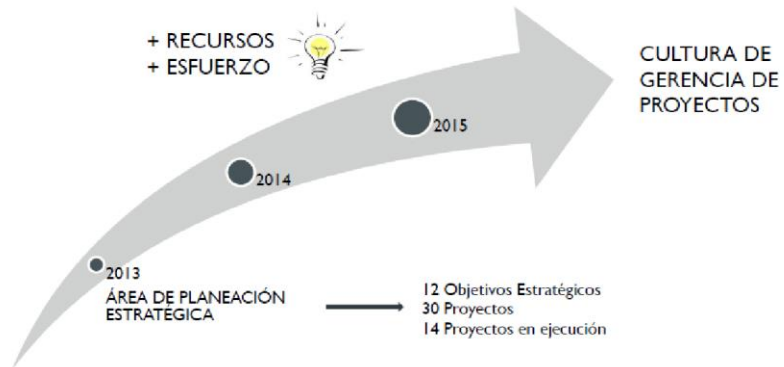 + RECURSOS
+ ESFUERZO
CULTURA DE
GERENCIA DE
PROYECTOS
2015
2014
2013
ÁREA DE PLANEACIÓN
ESTRATÉGICA
12 Objetivos Estratégicos
30 Proyectos
14 Proyectos en ejecución